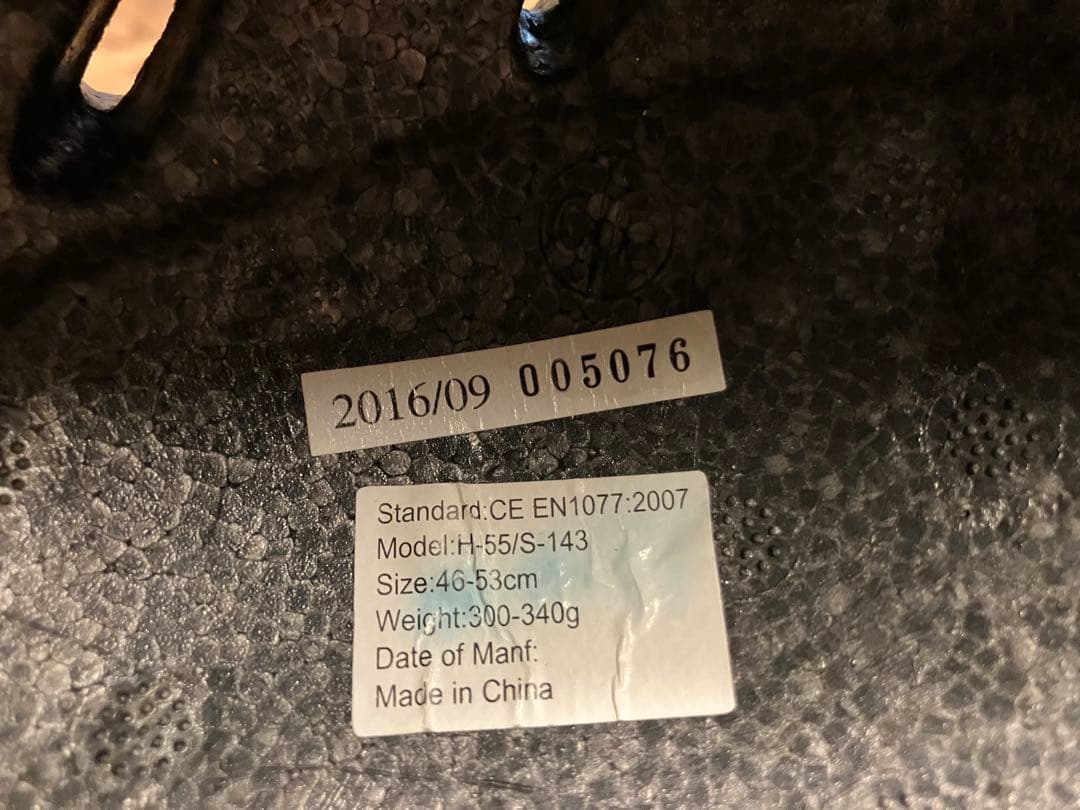 2016/09 005076
Standard:CE EN1077:2007
Model:H-55/S-143
Size:46-53cm
Weight:300-340g
Date of Manf:
Made in China